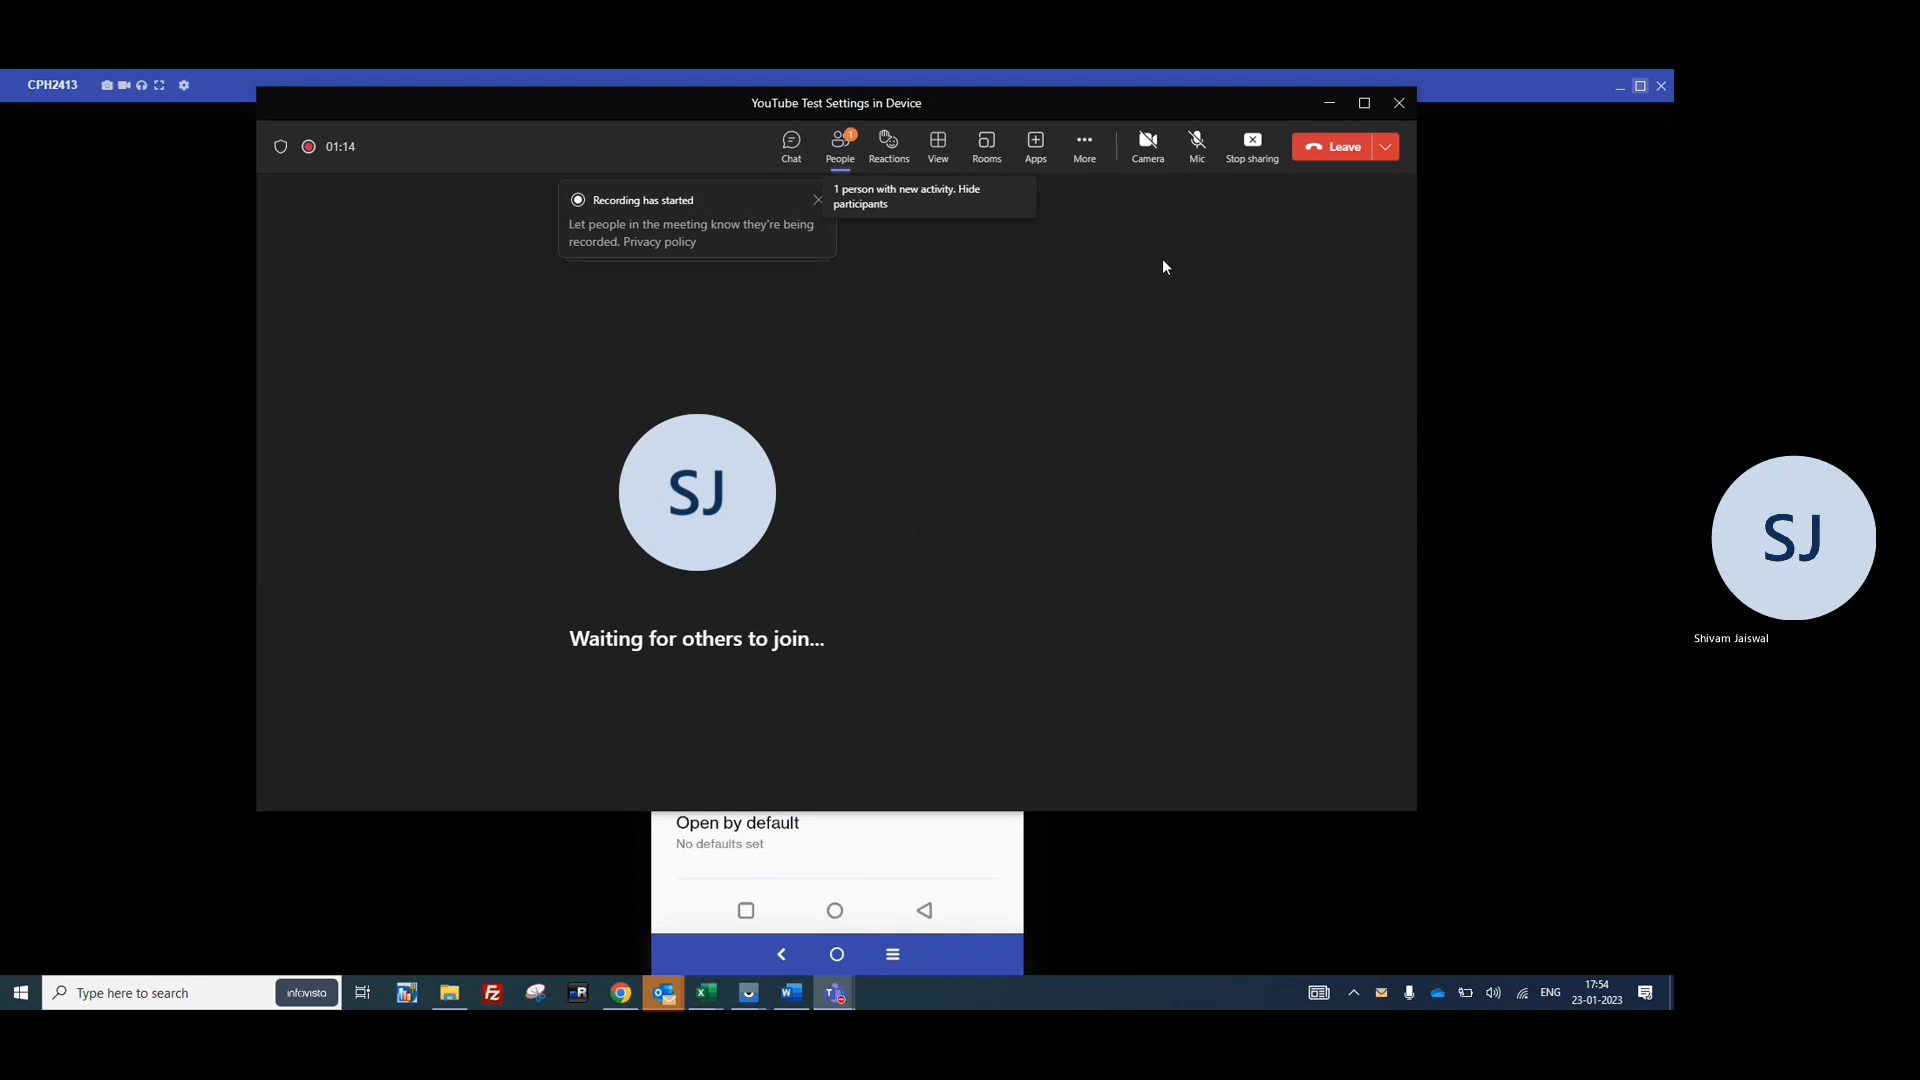 CPH2413
YouTube Test Settings in Device
01:14
Chat
1
People
Reactions
View
Rooms
Apps
More
Camera
Mic
Stop sharing
Leave
1 person with new activity. Hide
participants
Recording has started
Let people in the meeting know they're being
recorded. Privacy policy
SJ
Waiting for others to join...
SJ
Shivam Jaiswal
Open by default
No defaults set
Type here to search
infovista
ENG
17:54
23-01-2023